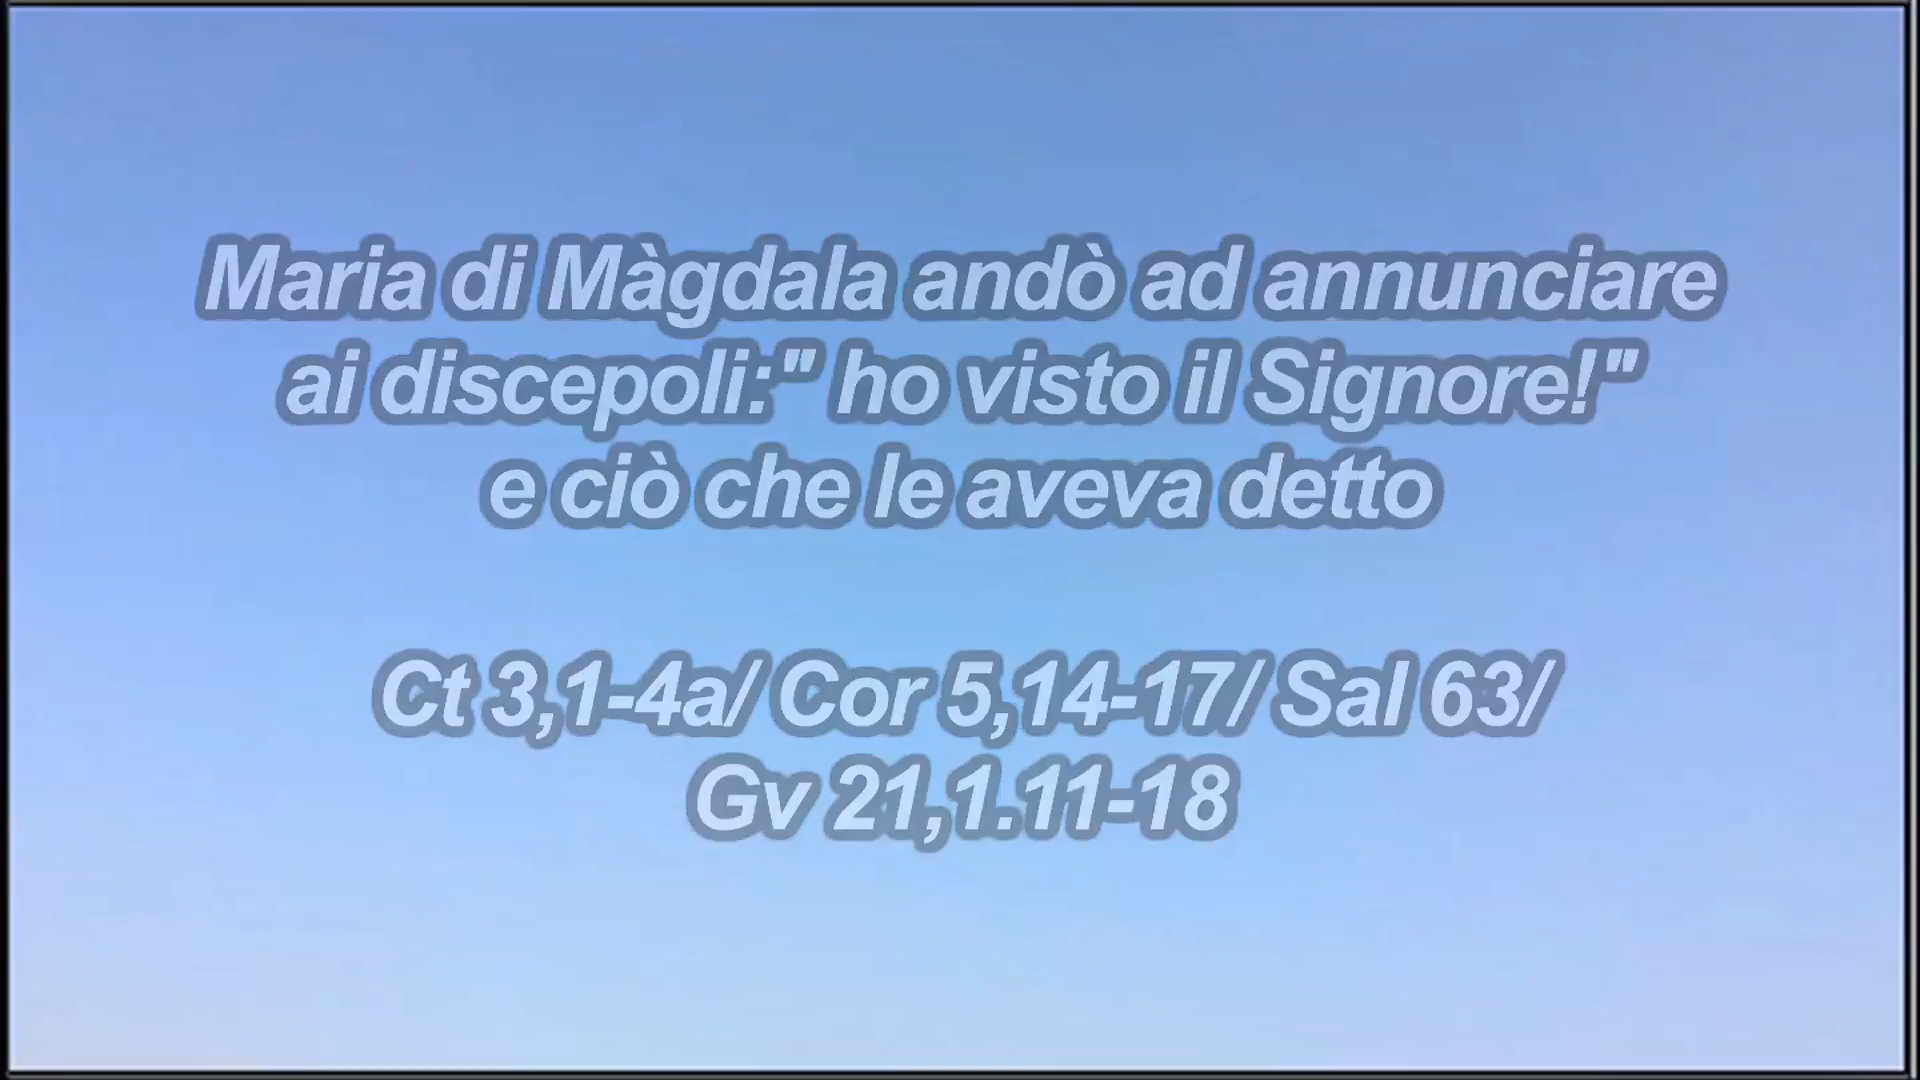 Maria di Màgdala andò ad annunciare
ai discepoli:" ho visto il Signore!"
e ciò che le aveva detto
Ct 3,1-4a/ Cor 5,14-17/ Sal 63/
Gv 21,1.11-18